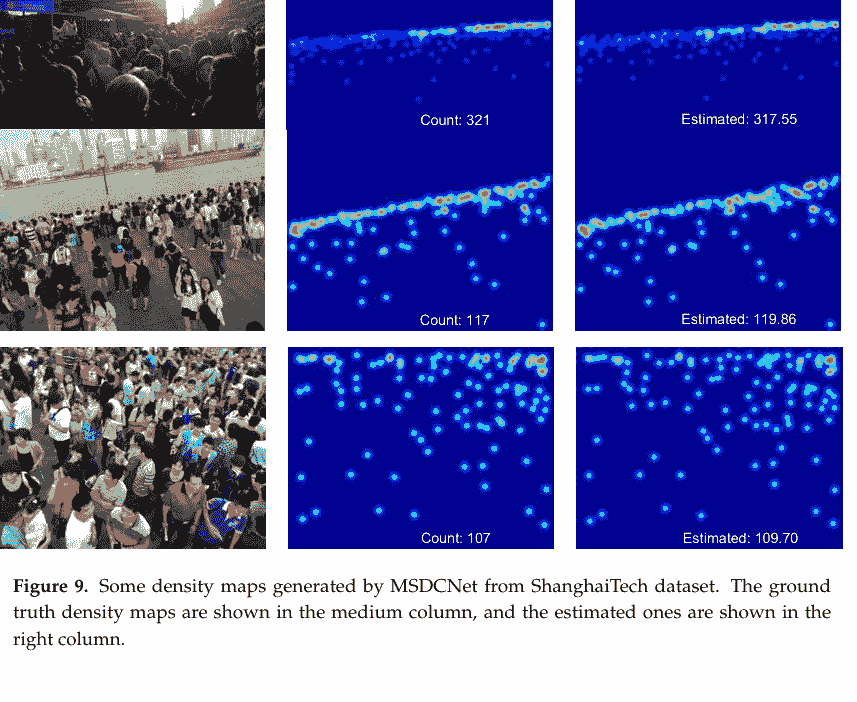 Count: 321
Estimated: 317.55
Count: 117
Estimated: 119.86
Count: 107
Estimated: 109.70
Figure 9. Some density maps generated by MSDCNet from ShanghaiTech dataset. The ground
truth density maps are shown in the medium column, and the estimated ones are shown in the
right column.